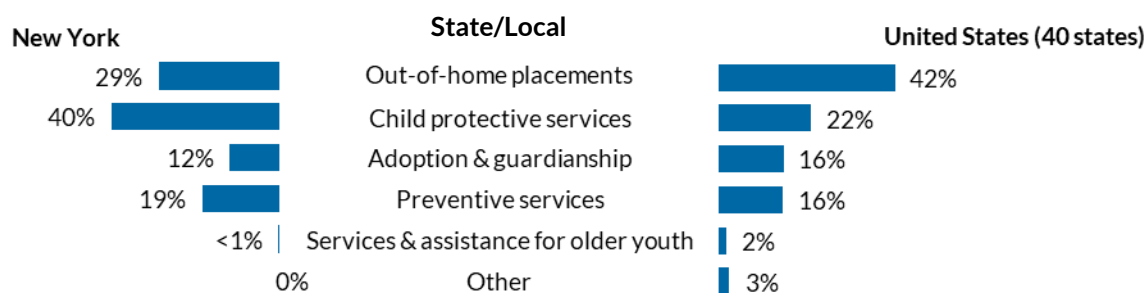 State/Local
New York United States (40 states)
29% Out-of-home placements 42%
40% Child protective services 22%
12% Adoption & guardianship 16%
19% Preventive services 16%
<1% Services & assistance for older youth 2%
0% Other 3%